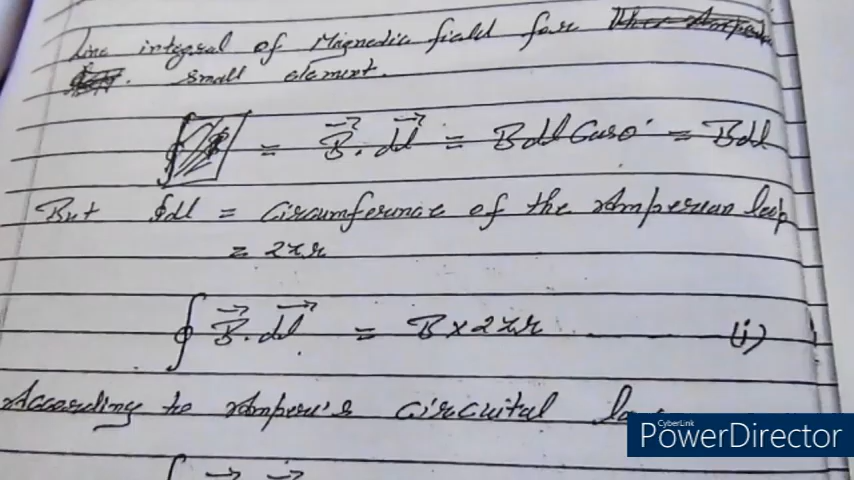 Line integral of Magnetic field for
small element.
= B⃗ . dl⃗ = Bdl Cos0° = Bdl
But ∮dl = Circumference of the Amperian loop
= 2πr
∮ B⃗ . dl⃗ = B x 2πr ... (i)
According to Ampere's circuital
CyberLink
PowerDirector